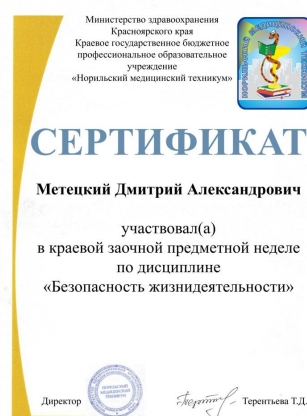 Министерство здравоохранения
Красноярского края
Краевое государственное бюджетное
профессиональное образовательное
учреждение
«Норильский медицинский техникум»
СЕРТИФИКАТ
Метецкий Дмитрий Александрович
участвовал(а)
в краевой заочной предметной неделе
по дисциплине
«Безопасность жизнидеятельности»
Директор
Терентьева Т.Д.